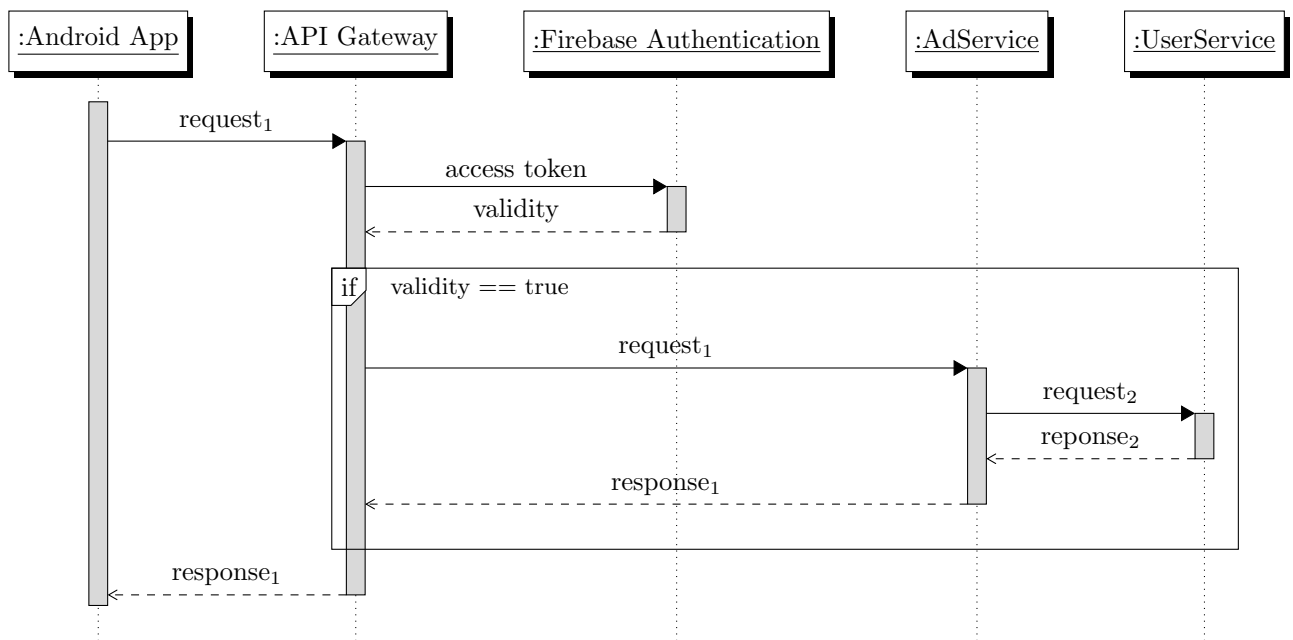 :Android App
:API Gateway
:Firebase Authentication
:AdService
:UserService
request₁
access token
validity
if validity == true
request₁
request₂
reponse₂
response₁
response₁